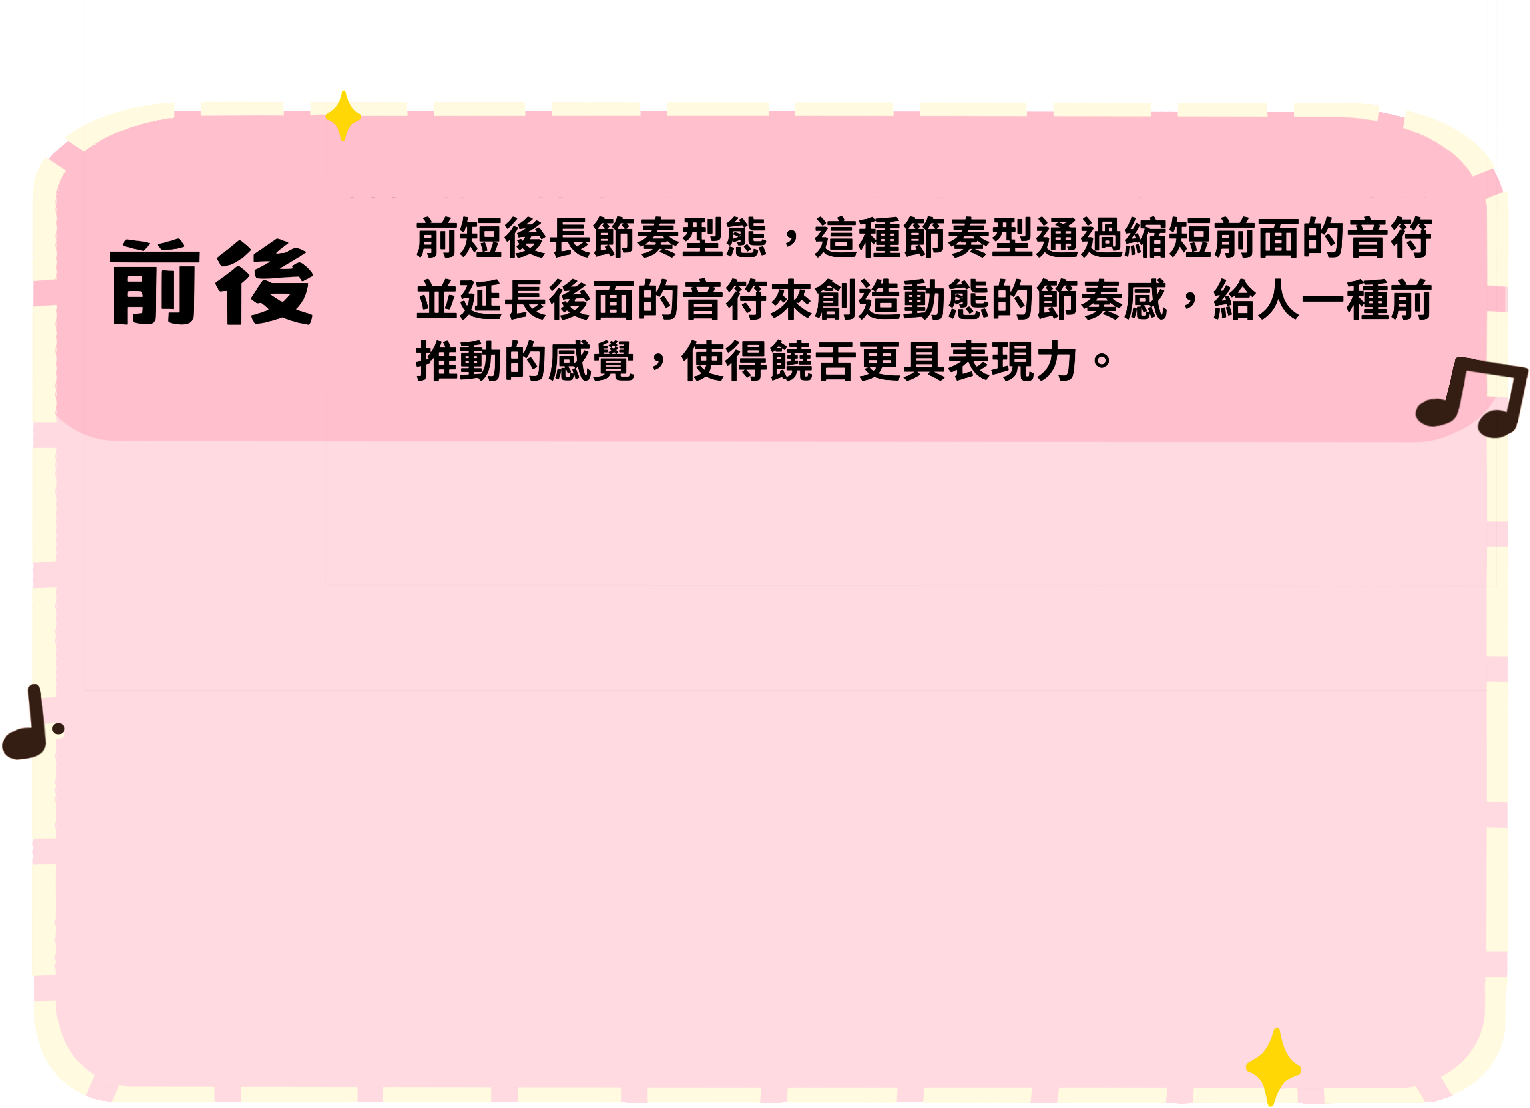 前後
前短後長節奏型態，這種節奏型通過縮短前面的音符
並延長後面的音符來創造動態的節奏感，給人一種前
推動的感覺，使得饒舌更具表現力。